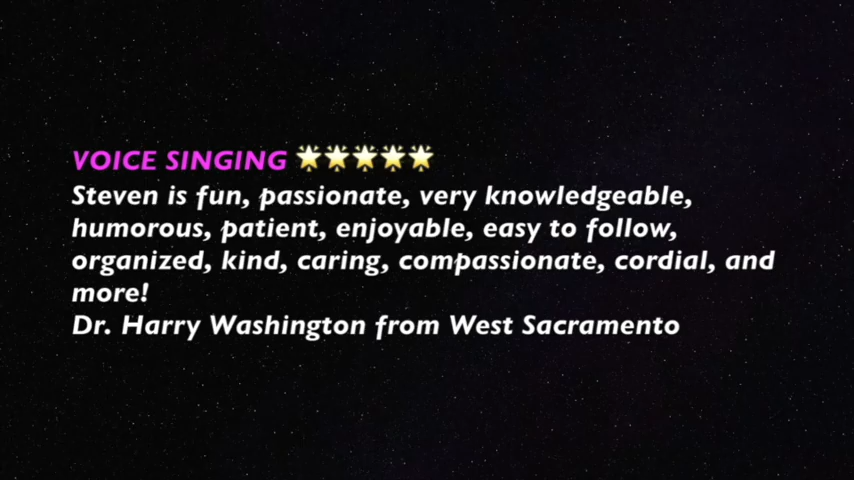 VOICE SINGING 🌟🌟🌟🌟🌟
Steven is fun, passionate, very knowledgeable,
humorous, patient, enjoyable, easy to follow,
organized, kind, caring, compassionate, cordial, and
more!
Dr. Harry Washington from West Sacramento